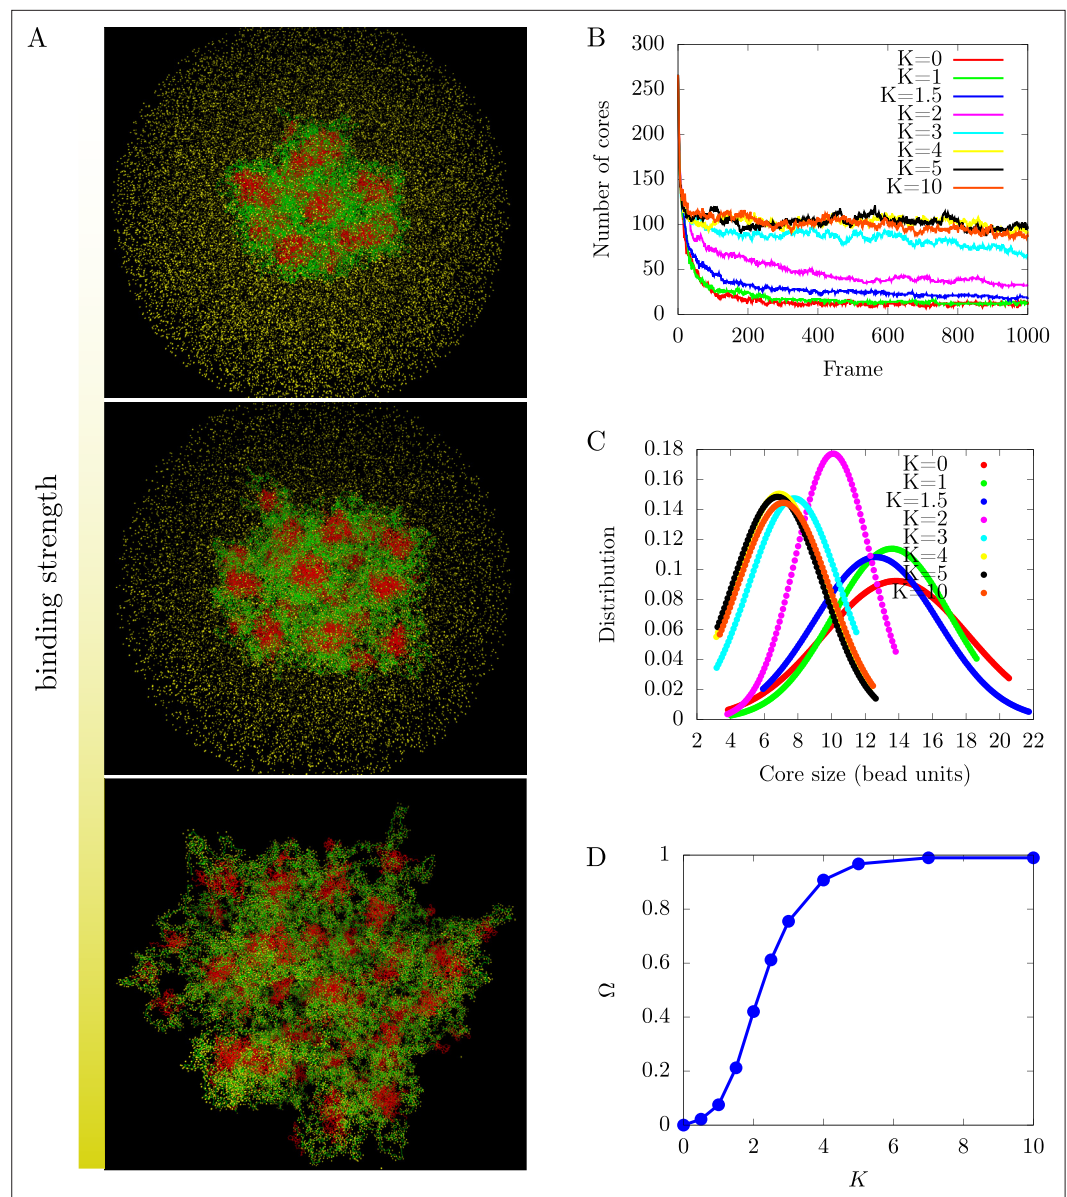 A
binding strength
B
Number of cores
300
250
200
150
100
50
0
0 200 400 600 800 1000
Frame
K=0
K=1
K=1.5
K=2
K=3
K=4
K=5
K=10
C
Distribution
0.18
0.16
0.14
0.12
0.1
0.08
0.06
0.04
0.02
0
2 4 6 8 10 12 14 16 18 20 22
Core size (bead units)
K=0
K=1
K=1.5
K=2
K=3
K=4
K=5
K=10
D
Ω
1
0.8
0.6
0.4
0.2
0
0 2 4 6 8 10
K